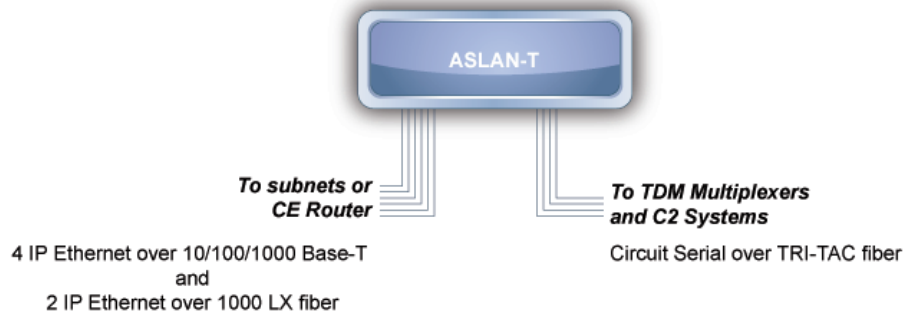 ASLAN-T
To subnets or
CE Router
4 IP Ethernet over 10/100/1000 Base-T
and
2 IP Ethernet over 1000 LX fiber
To TDM Multiplexers
and C2 Systems
Circuit Serial over TRI-TAC fiber